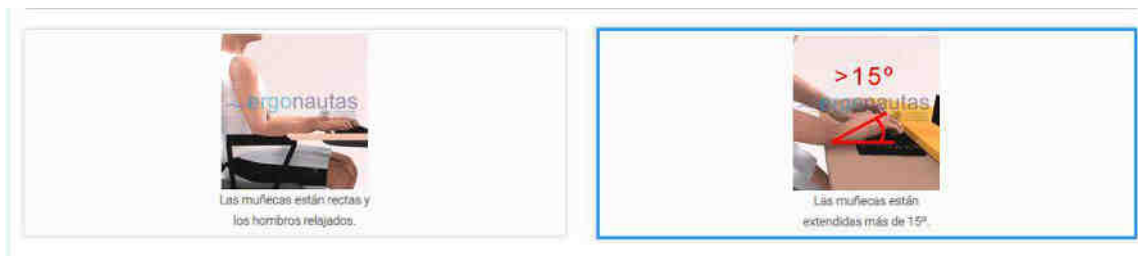 ergonautas
Las muñecas están rectas y
los hombros relajados.
>15º
ergonautas
Las muñecas están
extendidas más de 15º.